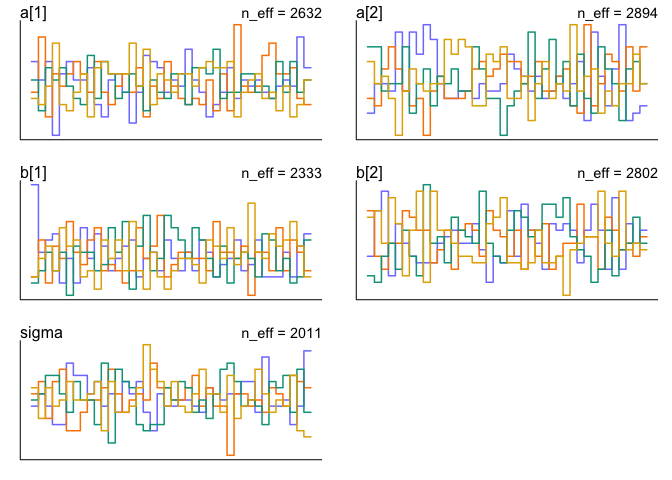 a[1] n_eff = 2632
a[2] n_eff = 2894
b[1] n_eff = 2333
b[2] n_eff = 2802
sigma n_eff = 2011